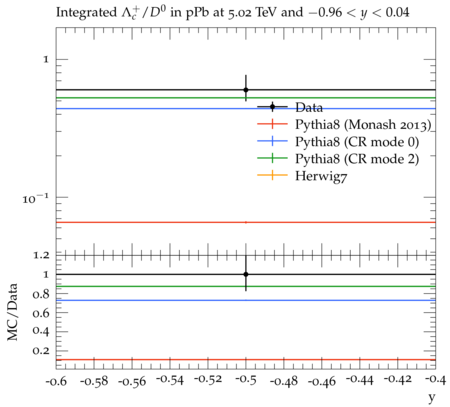 Integrated Λc+/D0 in pPb at 5.02 TeV and −0.96 < y < 0.04
1
Data
Pythia8 (Monash 2013)
Pythia8 (CR mode 0)
Pythia8 (CR mode 2)
Herwig7
10−1
1.2
1
0.8
0.6
0.4
0.2
MC/Data
-0.6 -0.58 -0.56 -0.54 -0.52 -0.5 -0.48 -0.46 -0.44 -0.42 -0.4
y